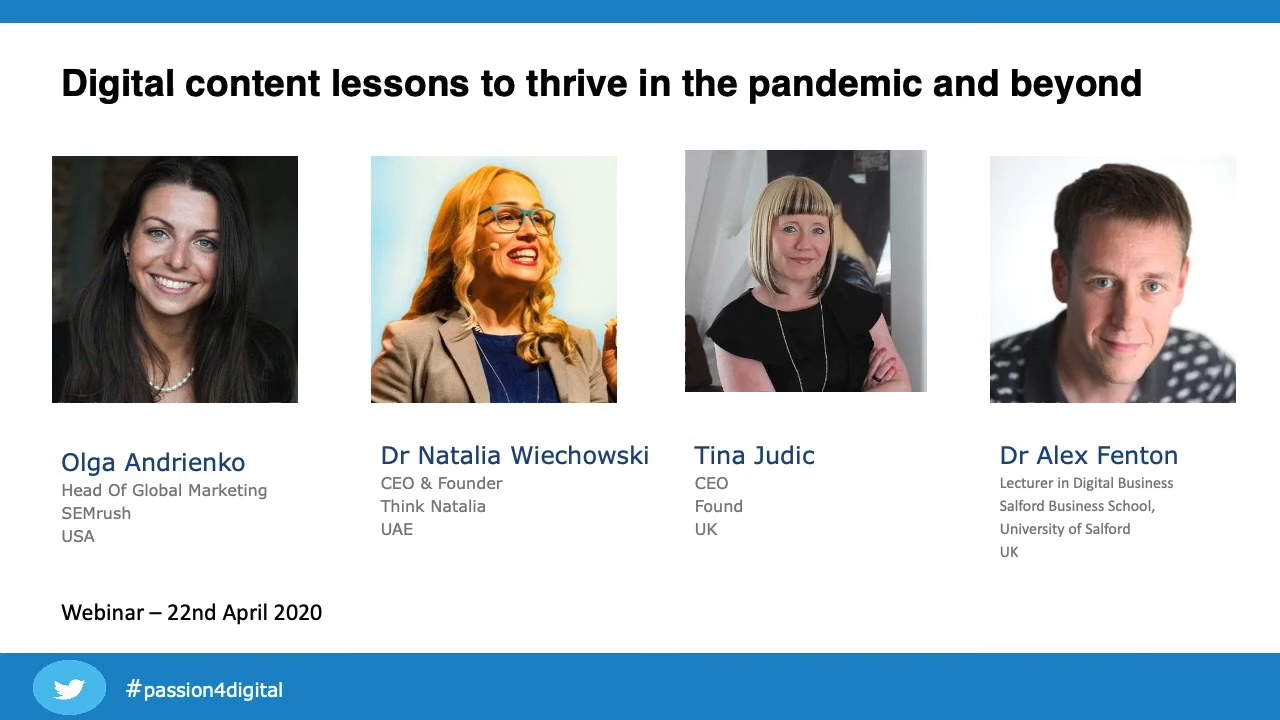 Digital content lessons to thrive in the pandemic and beyond
Olga Andrienko
Head Of Global Marketing
SEMrush
USA
Dr Natalia Wiechowski
CEO & Founder
Think Natalia
UAE
Tina Judic
CEO
Found
UK
Dr Alex Fenton
Lecturer in Digital Business
Salford Business School,
University of Salford
UK
Webinar – 22nd April 2020
#passion4digital